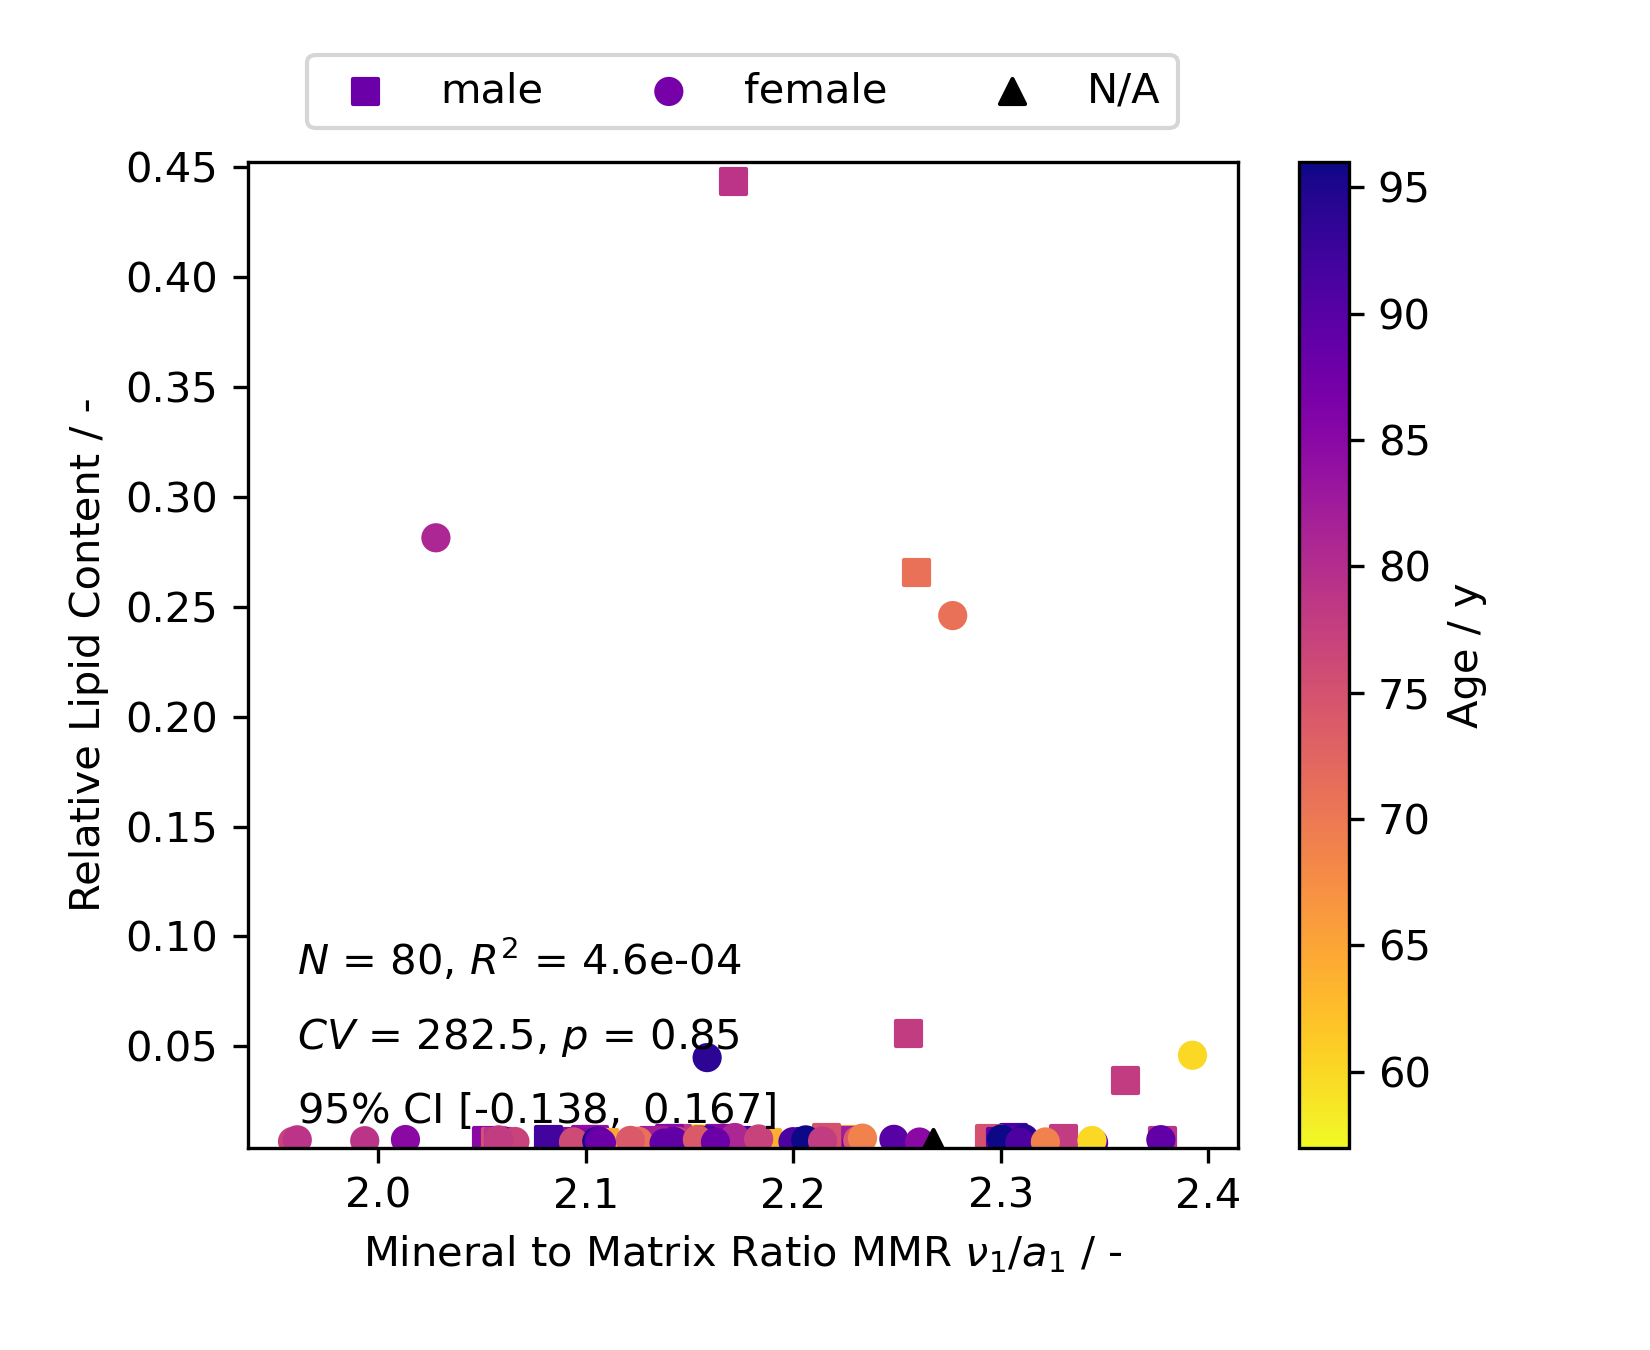 male female N/A
0.45
0.40
0.35
0.30
0.25
0.20
0.15
0.10
0.05
Relative Lipid Content / -
N = 80, R² = 4.6e-04
CV = 282.5, p = 0.85
95% CI [-0.138, 0.167]
2.0 2.1 2.2 2.3 2.4
Mineral to Matrix Ratio MMR ν₁/a₁ / -
95
90
85
80
75
70
65
60
Age / y